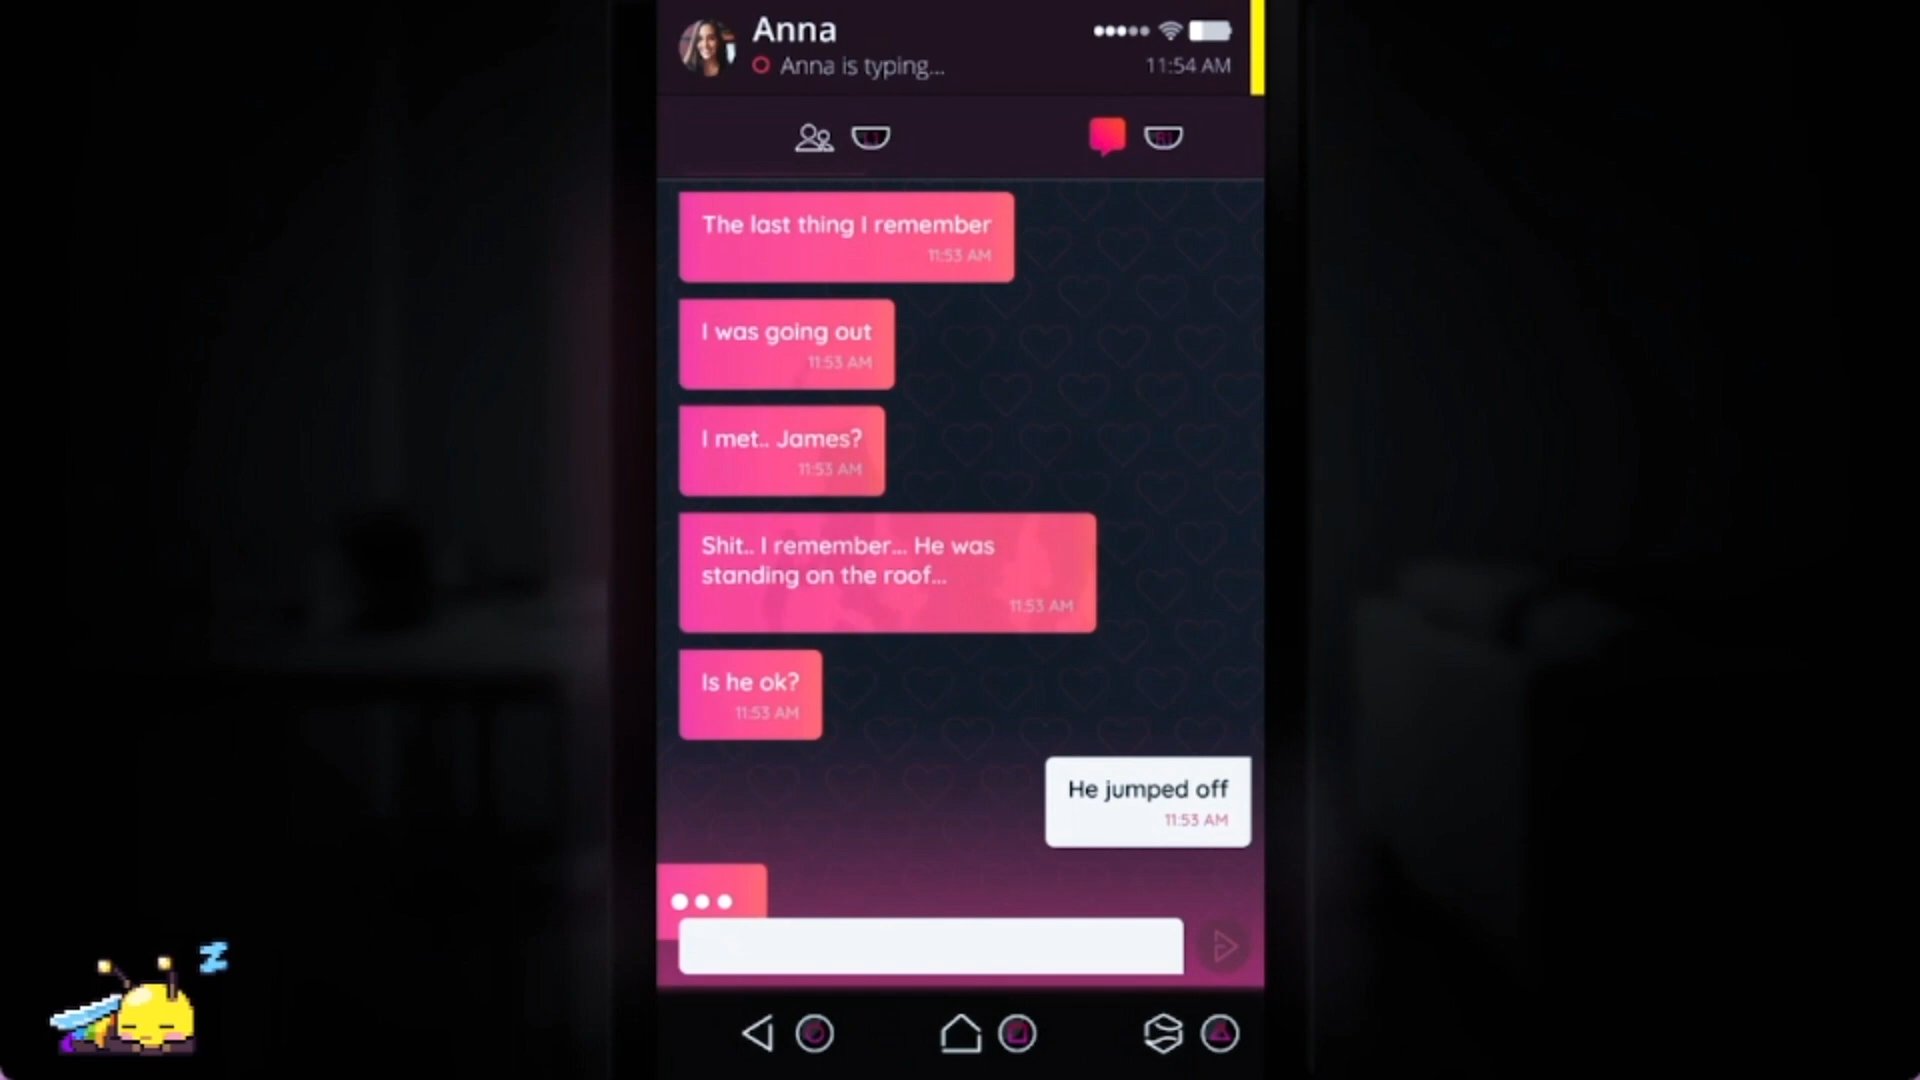 Anna
Anna is typing...
11:54 AM
L1
R1
The last thing I remember
11:53 AM
I was going out
11:53 AM
I met.. James?
11:53 AM
Shit.. I remember... He was
standing on the roof...
11:53 AM
Is he ok?
11:53 AM
He jumped off
11:53 AM
Z